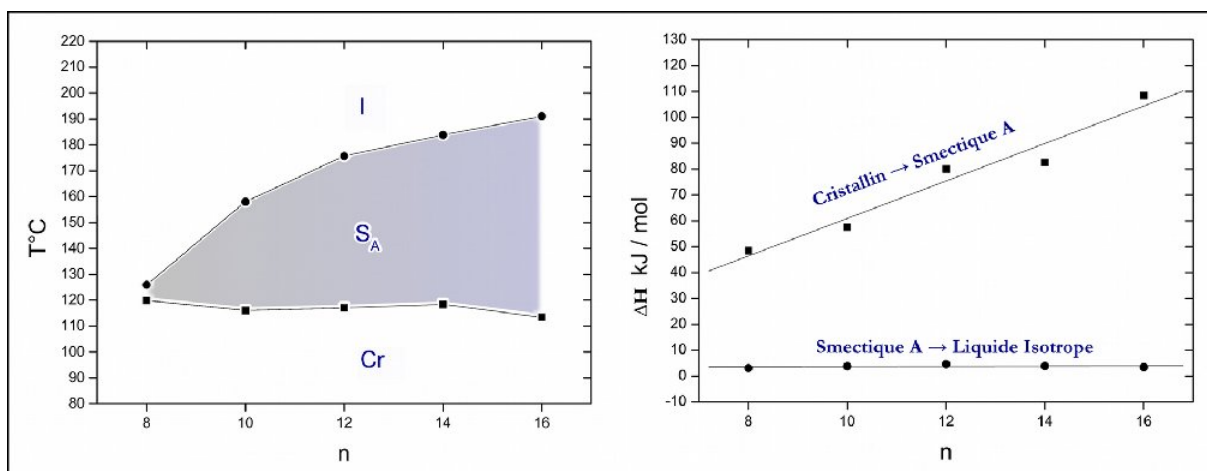 220
210
200
190
180
170
160
150
140
130
120
110
100
90
80
T°C
I
S_A
Cr
8 10 12 14 16
n
130
120
110
100
90
80
70
60
50
40
30
20
10
0
-10
ΔH kJ / mol
Cristallin → Smectique A
Smectique A → Liquide Isotrope
8 10 12 14 16
n